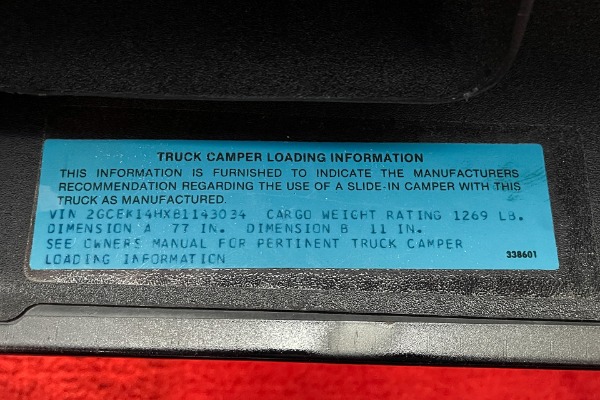 TRUCK CAMPER LOADING INFORMATION
THIS INFORMATION IS FURNISHED TO INDICATE THE MANUFACTURERS
RECOMMENDATION REGARDING THE USE OF A SLIDE-IN CAMPER WITH THIS
TRUCK AS MANUFACTURED.
VIN 2GCEK14HXB1143034 CARGO WEIGHT RATING 1269 LB.
DIMENSION A 77 IN. DIMENSION B 11 IN.
SEE OWNERS MANUAL FOR PERTINENT TRUCK CAMPER
LOADING INFORMATION
338601